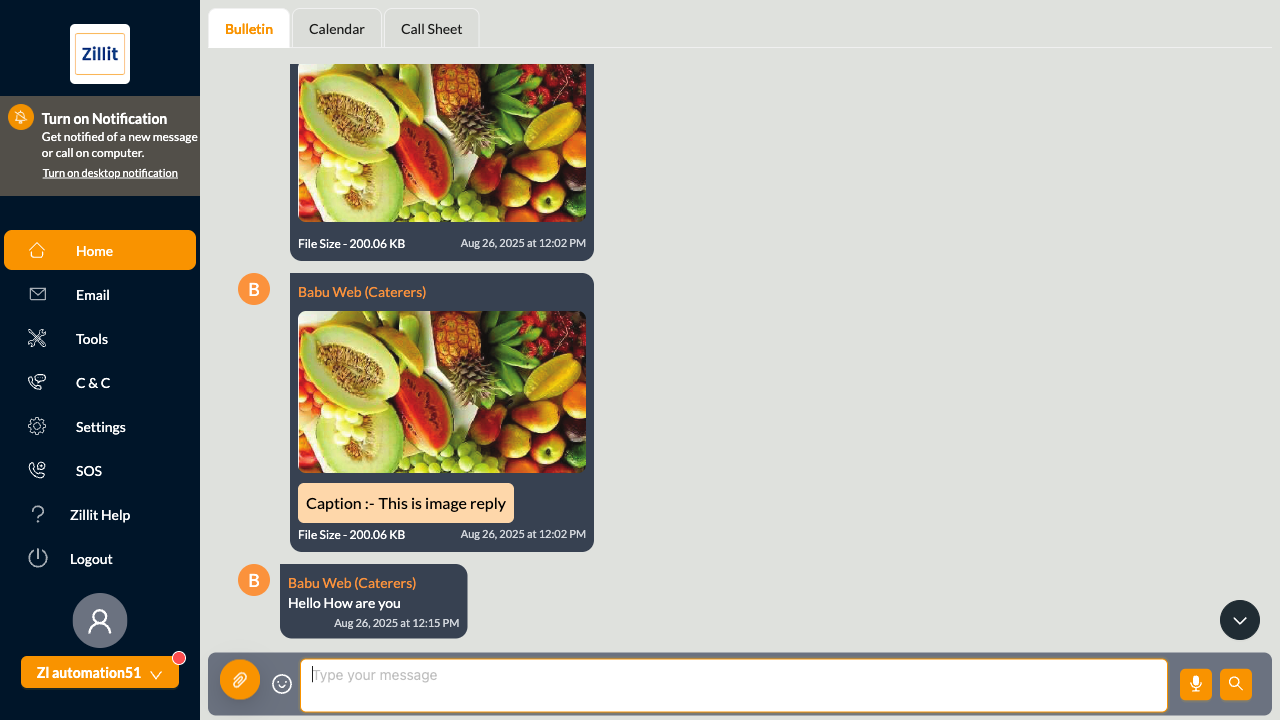 Zillit
Turn on Notification
Get notified of a new message
or call on computer.
Turn on desktop notification
Home
Email
Tools
C & C
Settings
SOS
Zillit Help
Logout
ZI automation51
Bulletin
Calendar
Call Sheet
File Size - 200.06 KB
Aug 26, 2025 at 12:02 PM
B
Babu Web (Caterers)
Caption :- This is image reply
File Size - 200.06 KB
Aug 26, 2025 at 12:02 PM
B
Babu Web (Caterers)
Hello How are you
Aug 26, 2025 at 12:15 PM
Type your message